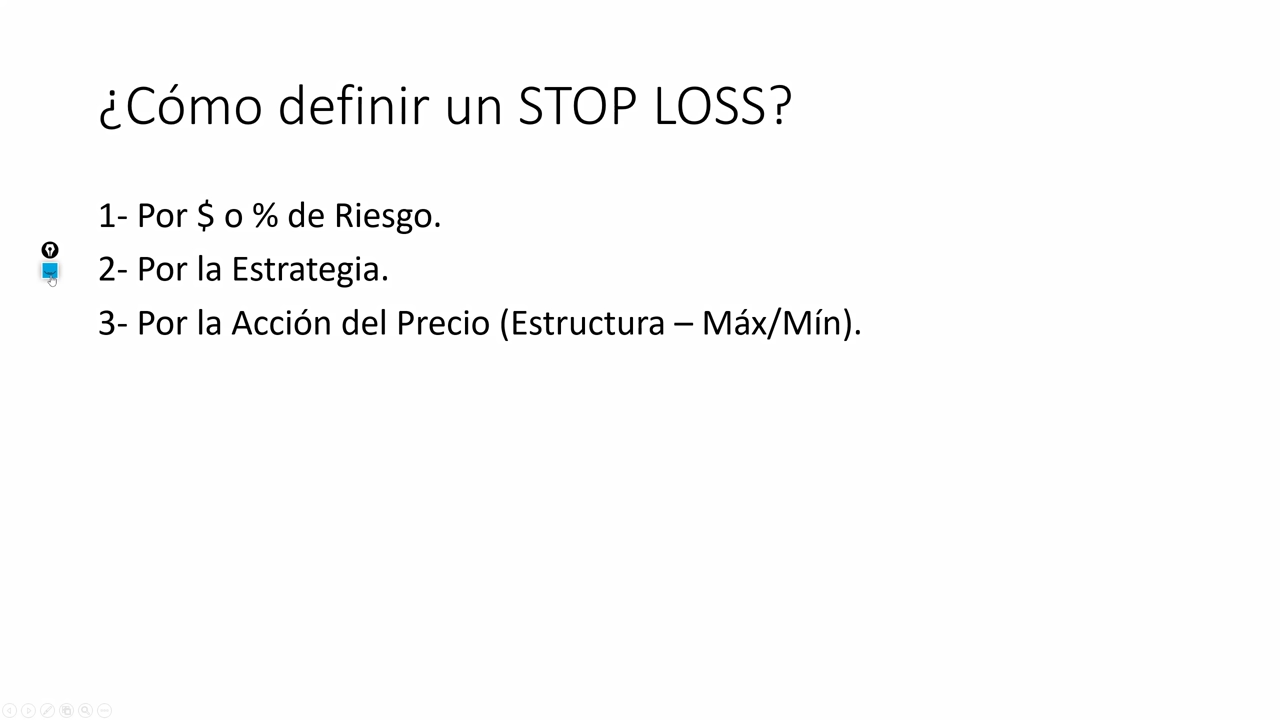 ¿Cómo definir un STOP LOSS?
1- Por $ o % de Riesgo.
2- Por la Estrategia.
3- Por la Acción del Precio (Estructura – Máx/Mín).